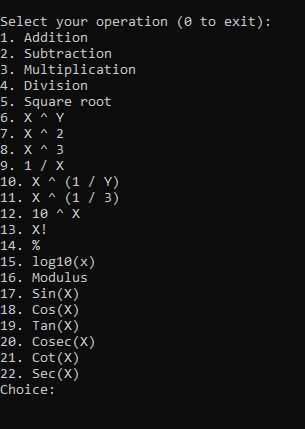 Select your operation (0 to exit):
1. Addition
2. Subtraction
3. Multiplication
4. Division
5. Square root
6. X ^ Y
7. X ^ 2
8. X ^ 3
9. 1 / X
10. X ^ (1 / Y)
11. X ^ (1 / 3)
12. 10 ^ X
13. X!
14. %
15. log10(x)
16. Modulus
17. Sin(X)
18. Cos(X)
19. Tan(X)
20. Cosec(X)
21. Cot(X)
22. Sec(X)
Choice: